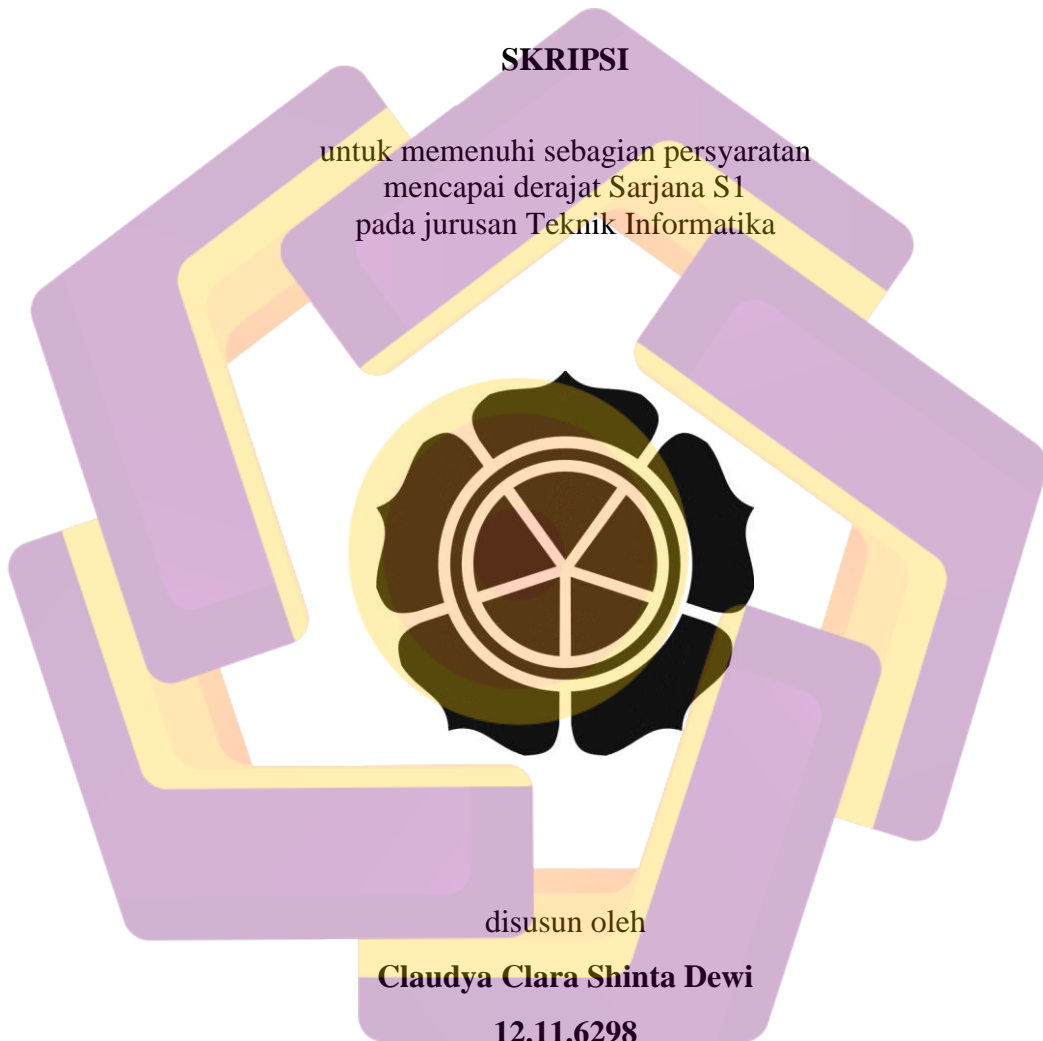 SKRIPSI
untuk memenuhi sebagian persyaratan
mencapai derajat Sarjana S1
pada jurusan Teknik Informatika
disusun oleh
Claudya Clara Shinta Dewi
12.11.6298